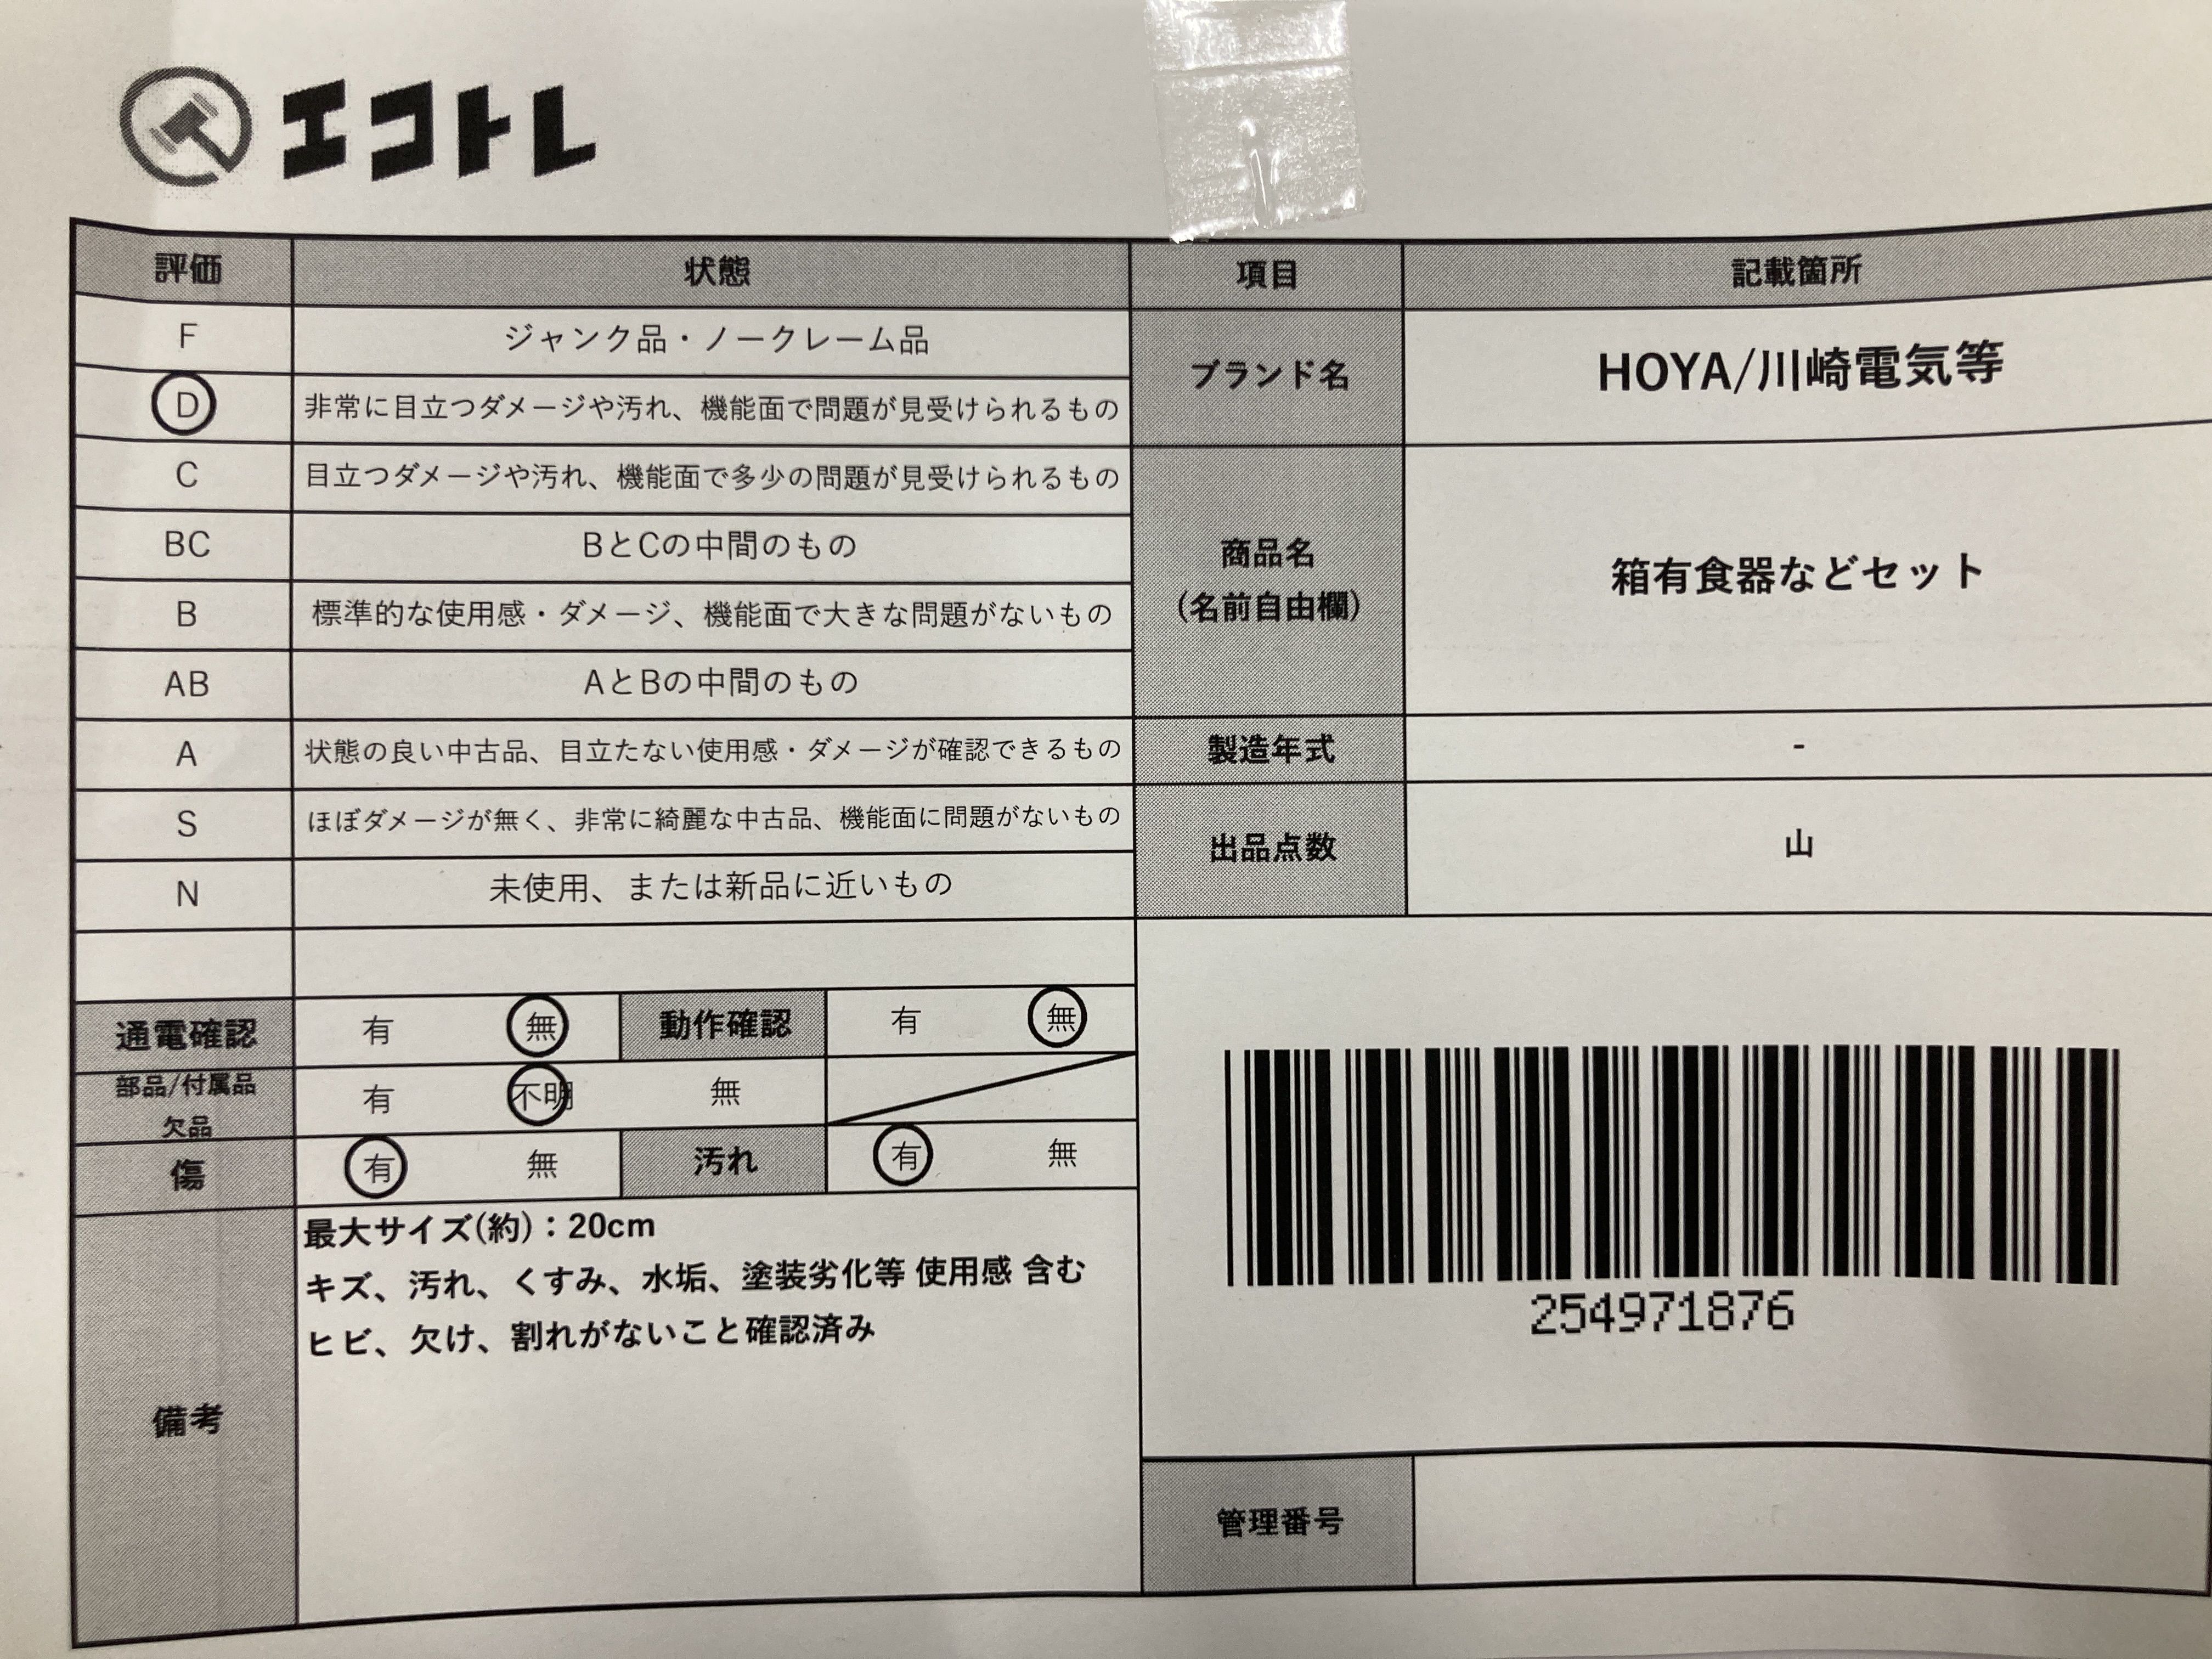 エコトレ
評価 状態 項目 記載箇所
F ジャンク品・ノークレーム品
D 非常に目立つダメージや汚れ、機能面で問題が見受けられるもの
ブランド名 HOYA/川崎電気等
C 目立つダメージや汚れ、機能面で多少の問題が見受けられるもの
BC BとCの中間のもの
B 標準的な使用感・ダメージ、機能面で大きな問題がないもの
商品名
(名前自由欄)
箱有食器などセット
AB AとBの中間のもの
A 状態の良い中古品、目立たない使用感・ダメージが確認できるもの
製造年式 -
S ほぼダメージが無く、非常に綺麗な中古品、機能面に問題がないもの
出品点数 山
N 未使用、または新品に近いもの
通電確認 有 無 動作確認 有 無
部品/付属品
欠品
有 不明 無
傷 有 無 汚れ 有 無
備考
最大サイズ(約):20cm
キズ、汚れ、くすみ、水垢、塗装劣化等 使用感 含む
ヒビ、欠け、割れがないこと確認済み
254971876
管理番号